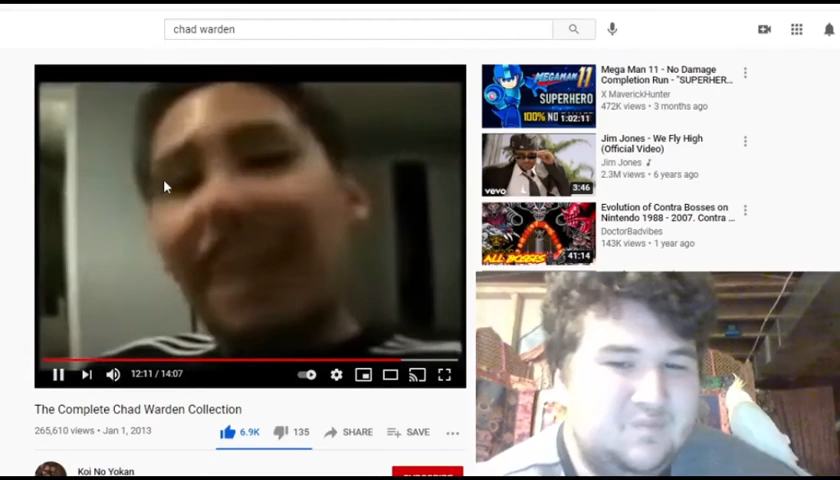 chad warden
MEGAMAN 11
SUPERHERO
100% NO
1:02:11
Mega Man 11 - No Damage
Completion Run - "SUPERHER...
X MaverickHunter
472K views • 3 months ago
vevo
3:46
Jim Jones - We Fly High
(Official Video)
Jim Jones
2.3M views • 6 years ago
ALL BOSSES
41:14
Evolution of Contra Bosses on
Nintendo 1988 - 2007. Contra ...
DoctorBadvibes
143K views • 1 year ago
12:11 / 14:07
The Complete Chad Warden Collection
265,610 views • Jan 1, 2013
6.9K
135
SHARE
SAVE
Koi No Yokan